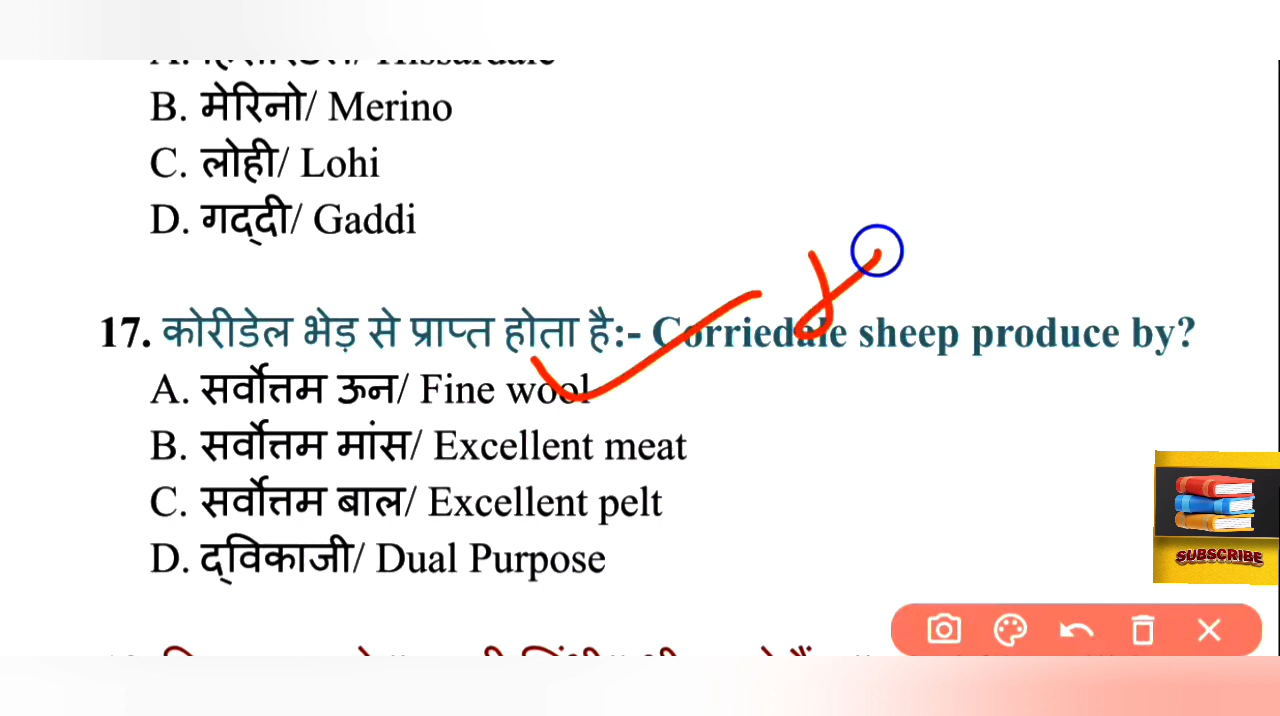 B. मेरिनो/ Merino
C. लोही/ Lohi
D. गद्दी/ Gaddi
17. कोरीडेल भेड़ से प्राप्त होता है:- Corriedale sheep produce by?
A. सर्वोत्तम ऊन/ Fine wool
B. सर्वोत्तम मांस/ Excellent meat
C. सर्वोत्तम बाल/ Excellent pelt
D. द्विकाजी/ Dual Purpose
SUBSCRIBE